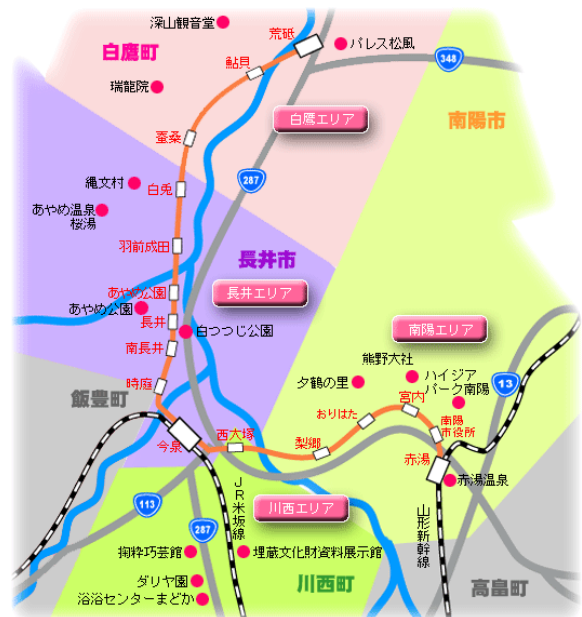 深山観音堂
荒砥
パレス松風
白鷹町
鮎貝
348
瑞龍院
白鷹エリア
南陽市
蚕桑
287
縄文村
白兎
あやめ温泉
桜湯
羽前成田
長井市
あやめ公園
長井エリア
あやめ公園
長井
白つつじ公園
南陽エリア
南長井
熊野大社
夕鶴の里
ハイジア
パーク南陽
13
時庭
飯豊町
宮内
おりはた
南陽
市役所
今泉
西大塚
梨郷
赤湯
赤湯温泉
JR米坂線
113
川西エリア
287
山形新幹線
掬粋巧芸館
埋蔵文化財資料展示館
ダリヤ園
川西町
高畠町
浴浴センターまどか